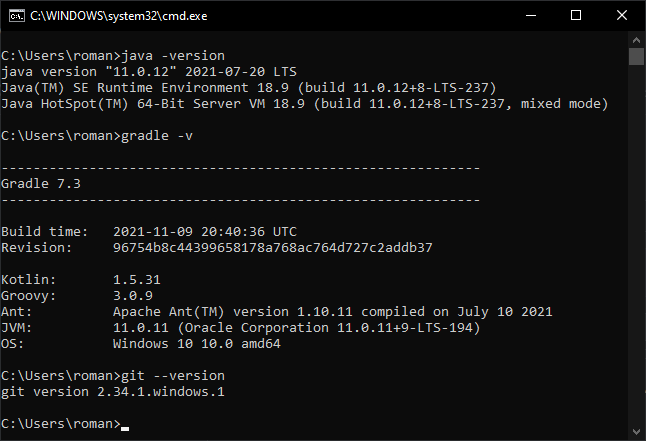 C:\WINDOWS\system32\cmd.exe
C:\Users\roman>java -version
java version "11.0.12" 2021-07-20 LTS
Java(TM) SE Runtime Environment 18.9 (build 11.0.12+8-LTS-237)
Java HotSpot(TM) 64-Bit Server VM 18.9 (build 11.0.12+8-LTS-237, mixed mode)
C:\Users\roman>gradle -v
------------------------------------------------------------
Gradle 7.3
------------------------------------------------------------
Build time:   2021-11-09 20:40:36 UTC
Revision:     96754b8c44399658178a768ac764d727c2addb37
Kotlin:       1.5.31
Groovy:       3.0.9
Ant:          Apache Ant(TM) version 1.10.11 compiled on July 10 2021
JVM:          11.0.11 (Oracle Corporation 11.0.11+9-LTS-194)
OS:           Windows 10 10.0 amd64
C:\Users\roman>git --version
git version 2.34.1.windows.1
C:\Users\roman>